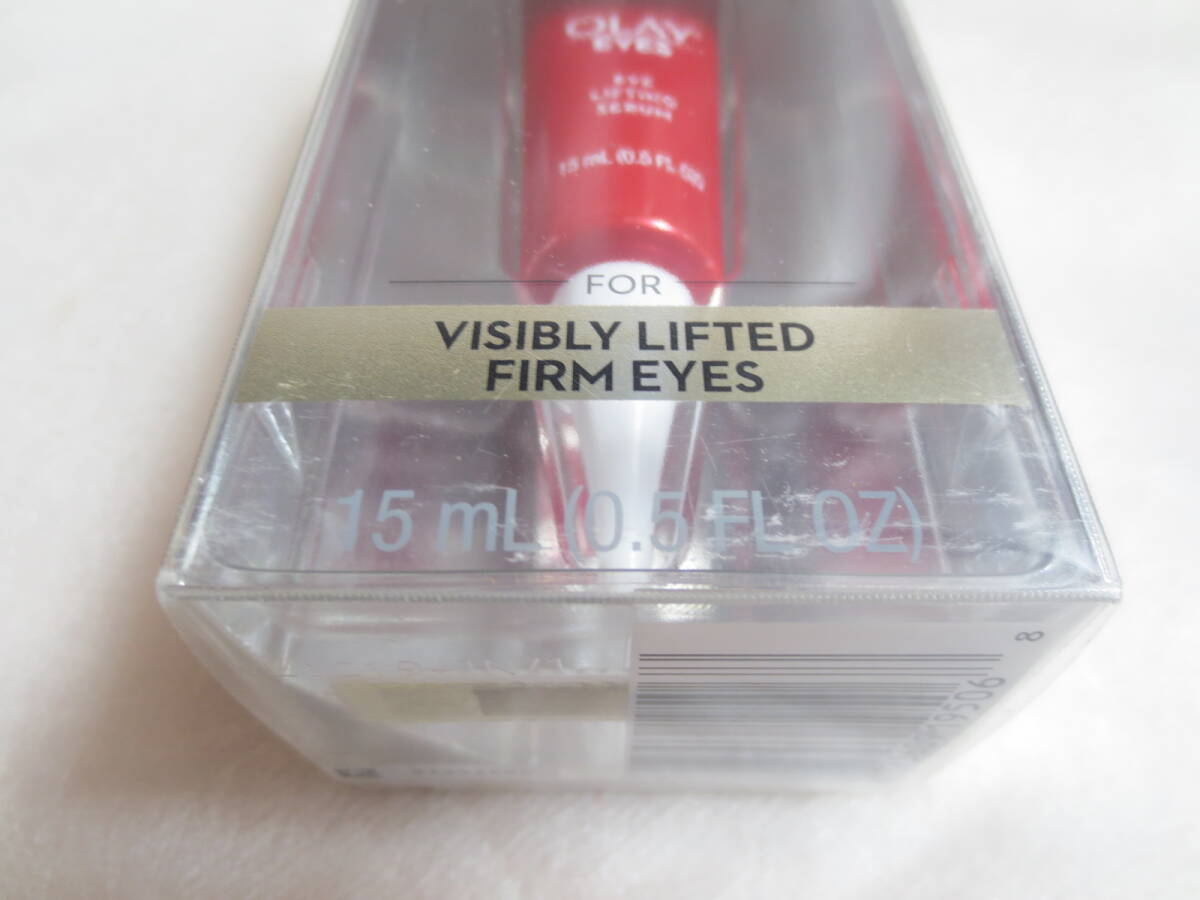 OLAY
EYES
EYE
LIFTING
SERUM
15 mL (0.5 FL OZ)
FOR
VISIBLY LIFTED
FIRM EYES
15 mL (0.5 FL OZ)
8